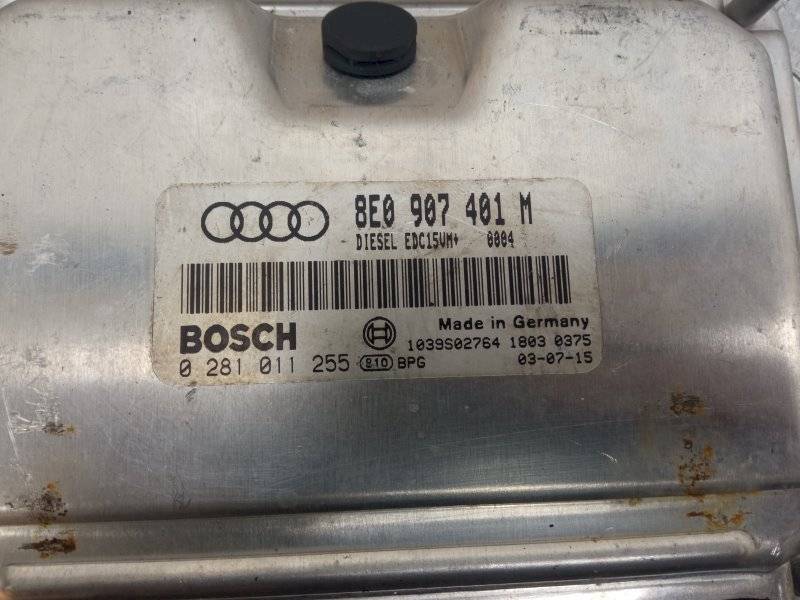 8E0 907 401 M
DIESEL EDC15VM+ 0004
BOSCH
Made in Germany
1039S02764 1803 0375
0 281 011 255 810 BPG 03-07-15